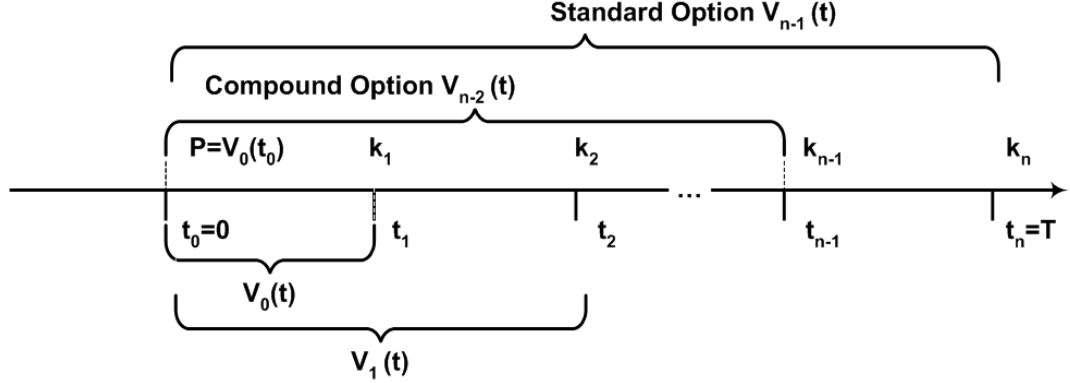 Standard Option V_{n-1}(t)
Compound Option V_{n-2}(t)
P=V_0(t_0) k_1 k_2 k_{n-1} k_n
...
t_0=0 t_1 t_2 t_{n-1} t_n=T
V_0(t)
V_1(t)